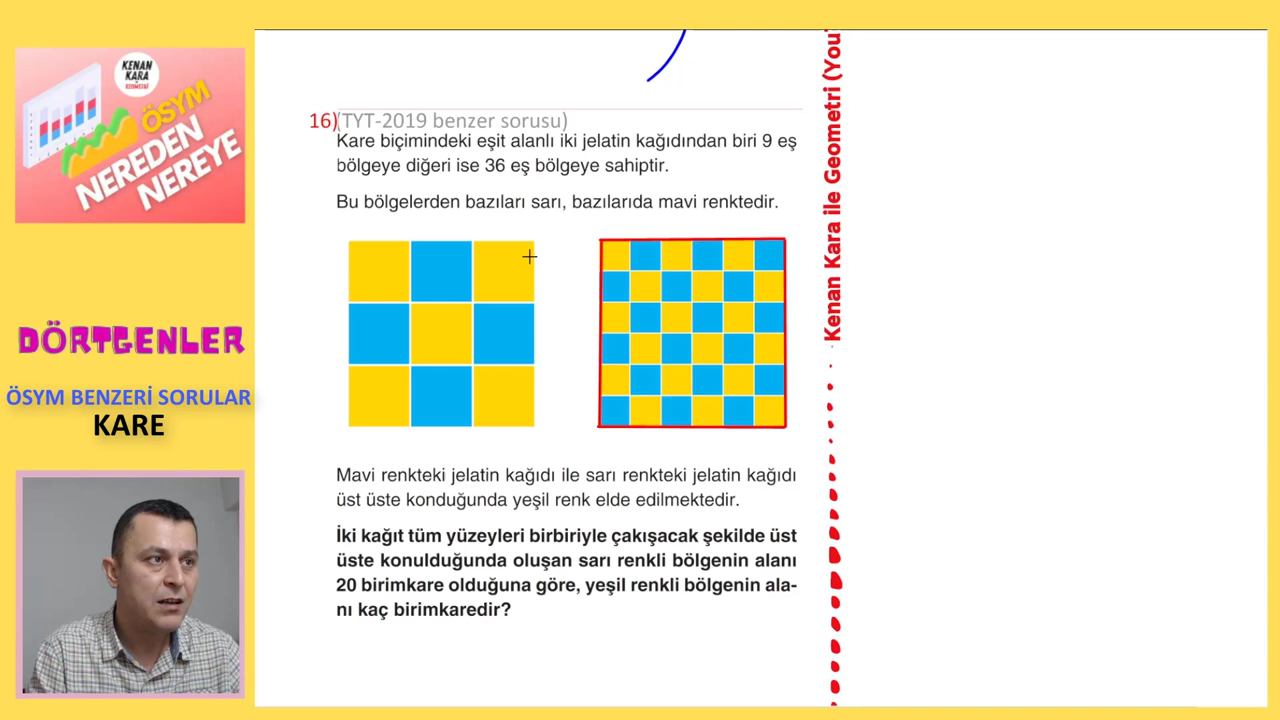 KENAN
KARA
ile
GEOMETRİ
ÖSYM
NEREDEN
NEREYE
DÖRTGENLER
ÖSYM BENZERİ SORULAR
KARE
16)(TYT-2019 benzer sorusu)
Kare biçimindeki eşit alanlı iki jelatin kağıdından biri 9 eş
bölgeye diğeri ise 36 eş bölgeye sahiptir.
Bu bölgelerden bazıları sarı, bazılarıda mavi renktedir.
Mavi renkteki jelatin kağıdı ile sarı renkteki jelatin kağıdı
üst üste konduğunda yeşil renk elde edilmektedir.
İki kağıt tüm yüzeyleri birbiriyle çakışacak şekilde üst
üste konulduğunda oluşan sarı renkli bölgenin alanı
20 birimkare olduğuna göre, yeşil renkli bölgenin ala-
nı kaç birimkaredir?
Kenan Kara ile Geometri (You